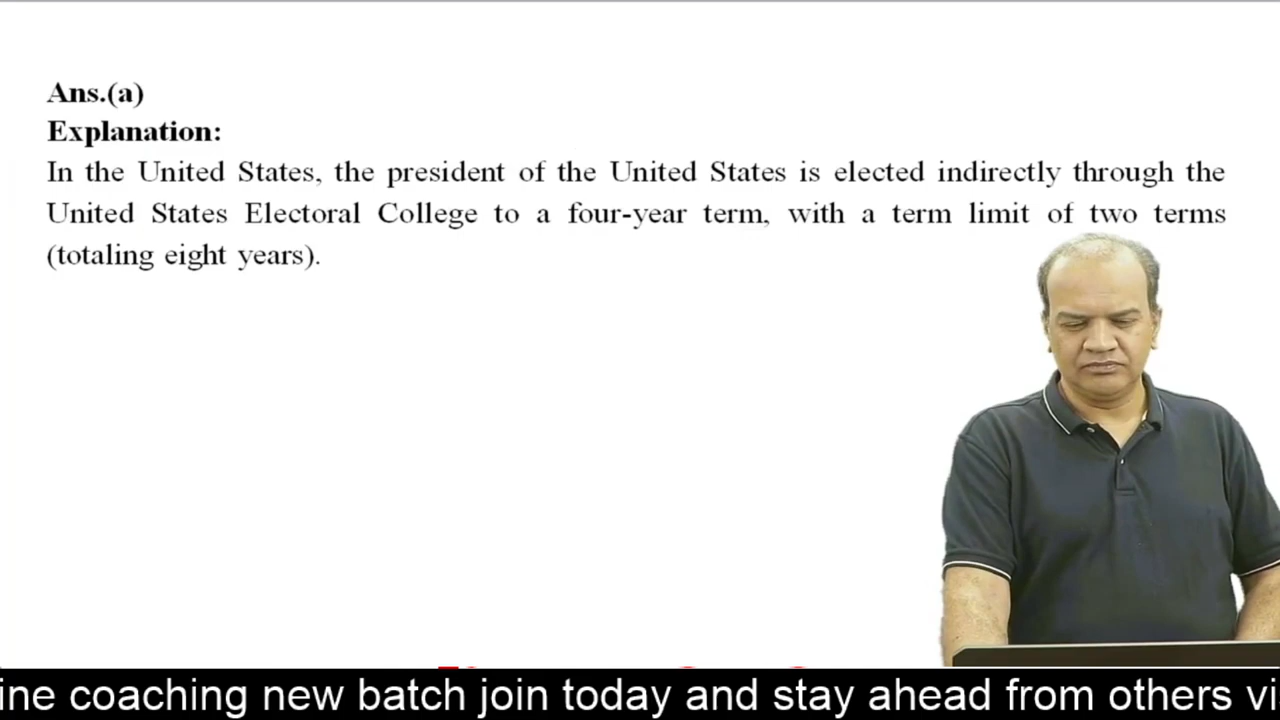 Ans.(a)
Explanation:
In the United States, the president of the United States is elected indirectly through the
United States Electoral College to a four-year term, with a term limit of two terms
(totaling eight years).
ine coaching new batch join today and stay ahead from others vi